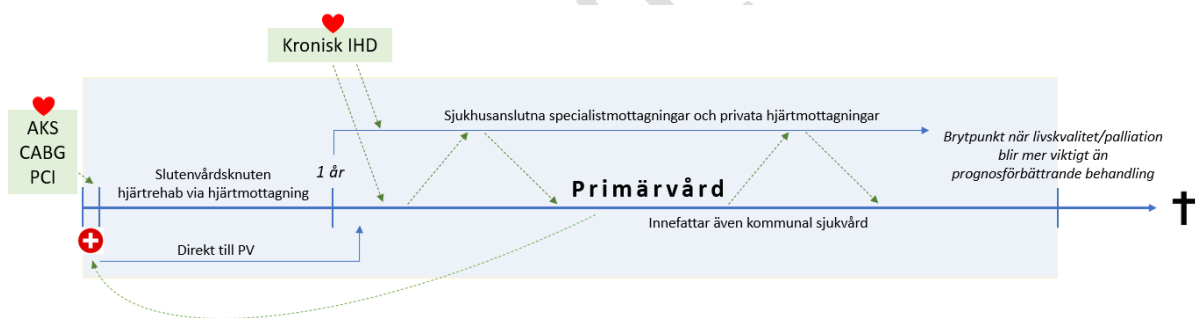 Kronisk IHD
AKS
CABG
PCI
Sjukhusanslutna specialistmottagningar och privata hjärtmottagningar
Brytpunkt när livskvalitet/palliation
blir mer viktigt än
prognosförbättrande behandling
Slutenvårdsknuten
hjärtrehab via hjärtmottagning
1 år
Primärvård
Innefattar även kommunal sjukvård
Direkt till PV